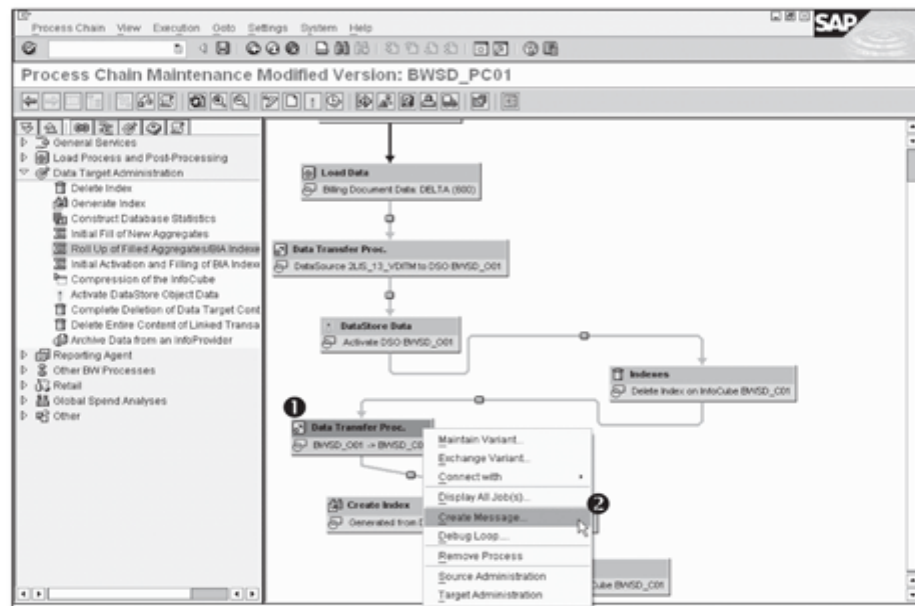 Process Chain View Execution Goto Settings System Help
SAP
Process Chain Maintenance Modified Version: BWSD_PC01
General Services
Load Process and Post-Processing
Data Target Administration
Delete Index
Generate Index
Construct Database Statistics
Initial Fill of New Aggregates
Roll Up of Filled Aggregates/BIA Indexe
Initial Activation and Filling of BIA Index
Compression of the InfoCube
Activate DataStore Object Data
Complete Deletion of Data Target Cont
Delete Entire Content of Linked Transa
Archive Data from an InfoProvider
Reporting Agent
Other BW Processes
Retail
Global Spend Analyses
Other
Load Data
Billing Document Data: DELTA (600)
Data Transfer Proc.
DataSource 2LIS_13_VDITM to DSO BWSD_O01
DataStore Data
Activate DSO BWSD_O01
Indexes
Delete Index on InfoCube BWSD_C01
1
Data Transfer Proc.
BWSD_O01 -> BWSD_C0
Create Index
Generated from D
Maintain Variant...
Exchange Variant...
Connect with
Display All Job(s)...
2
Create Message...
Debug Loop...
Remove Process
Source Administration
Target Administration
Cube BWSD_C01